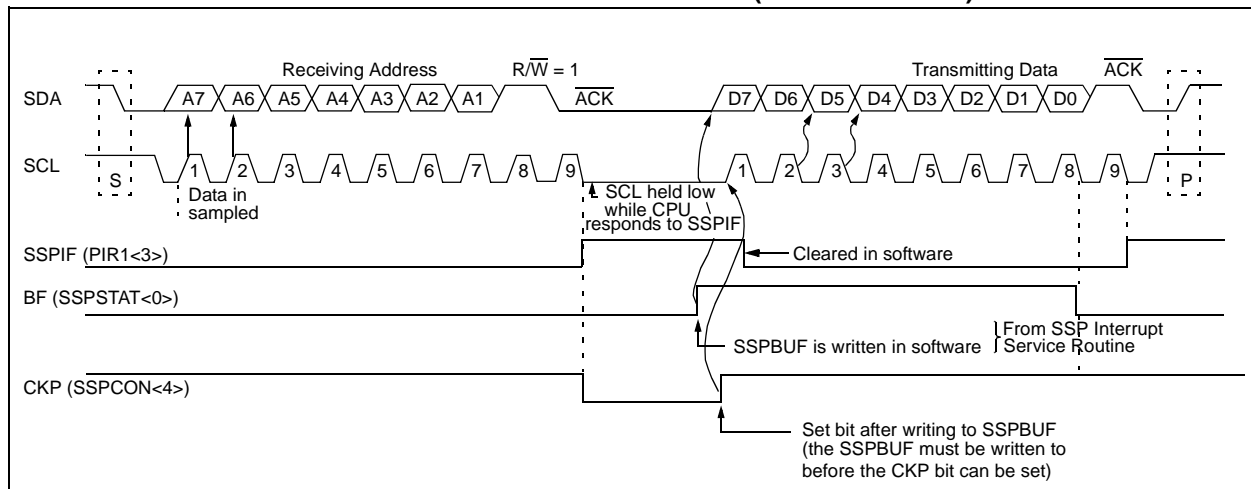 Receiving Address R/W = 1 Transmitting Data ACK
SDA A7 A6 A5 A4 A3 A2 A1 ACK D7 D6 D5 D4 D3 D2 D1 D0
SCL S 1 2 3 4 5 6 7 8 9 1 2 3 4 5 6 7 8 9 P
Data in
sampled
SCL held low
while CPU
responds to SSPIF
SSPIF (PIR1<3>)
Cleared in software
BF (SSPSTAT<0>)
SSPBUF is written in software
From SSP Interrupt
Service Routine
CKP (SSPCON<4>)
Set bit after writing to SSPBUF
(the SSPBUF must be written to
before the CKP bit can be set)